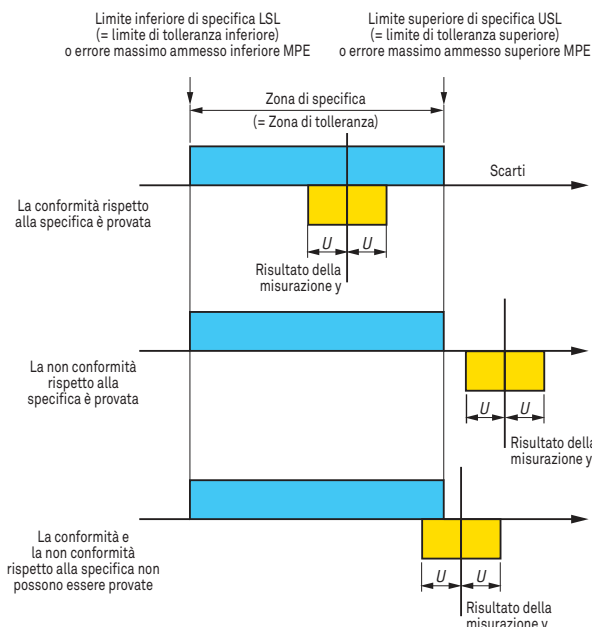 Limite inferiore di specifica LSL
(= limite di tolleranza inferiore)
o errore massimo ammesso inferiore MPE
Limite superiore di specifica USL
(= limite di tolleranza superiore)
o errore massimo ammesso superiore MPE
Zona di specifica
(= Zona di tolleranza)
Scarti
La conformità rispetto
alla specifica è provata
U U
Risultato della
misurazione y
La non conformità
rispetto alla
specifica è provata
U U
Risultato della
misurazione y
La conformità e
la non conformità
rispetto alla specifica non
possono essere provate
U U
Risultato della
misurazione y